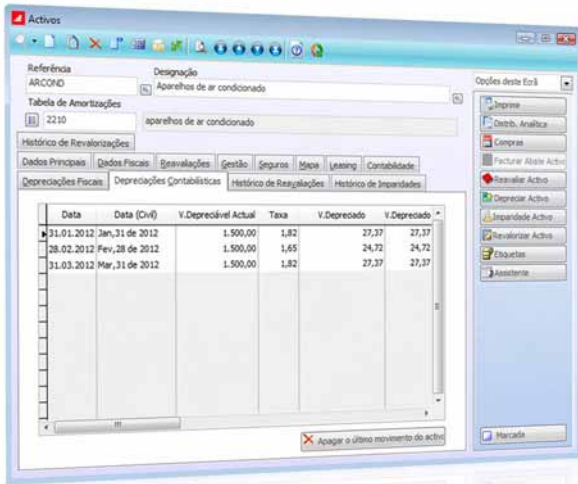 Activos
Referência
Designação
ARCOND
Aparelhos de ar condicionado
Tabela de Amortizações
2210
aparelhos de ar condicionado
Histórico de Revalorizações
Dados Principais Dados Fiscais Reavaliações Gestão Seguros Mapa Leasing Contabilidade
Depreciações Fiscais Depreciações Contabilísticas Histórico de Reavaliações Histórico de Imparidades
Data Data (Civil) V.Depreciável Actual Taxa V.Depreciado V.Depreciado
31.01.2012 Jan,31 de 2012 1.500,00 1,82 27,37 27,37
28.02.2012 Fev,28 de 2012 1.500,00 1,65 24,72 24,72
31.03.2012 Mar,31 de 2012 1.500,00 1,82 27,37 27,37
Apagar o último movimento do activo
Opções deste Ecrã
Imprimir
Distrib. Analítica
Compras
Facturar Abate Activo
Reavaliar Activo
Depreciar Activo
Imparidade Activo
Revalorizar Activo
Etiquetas
Assistente
Marcada